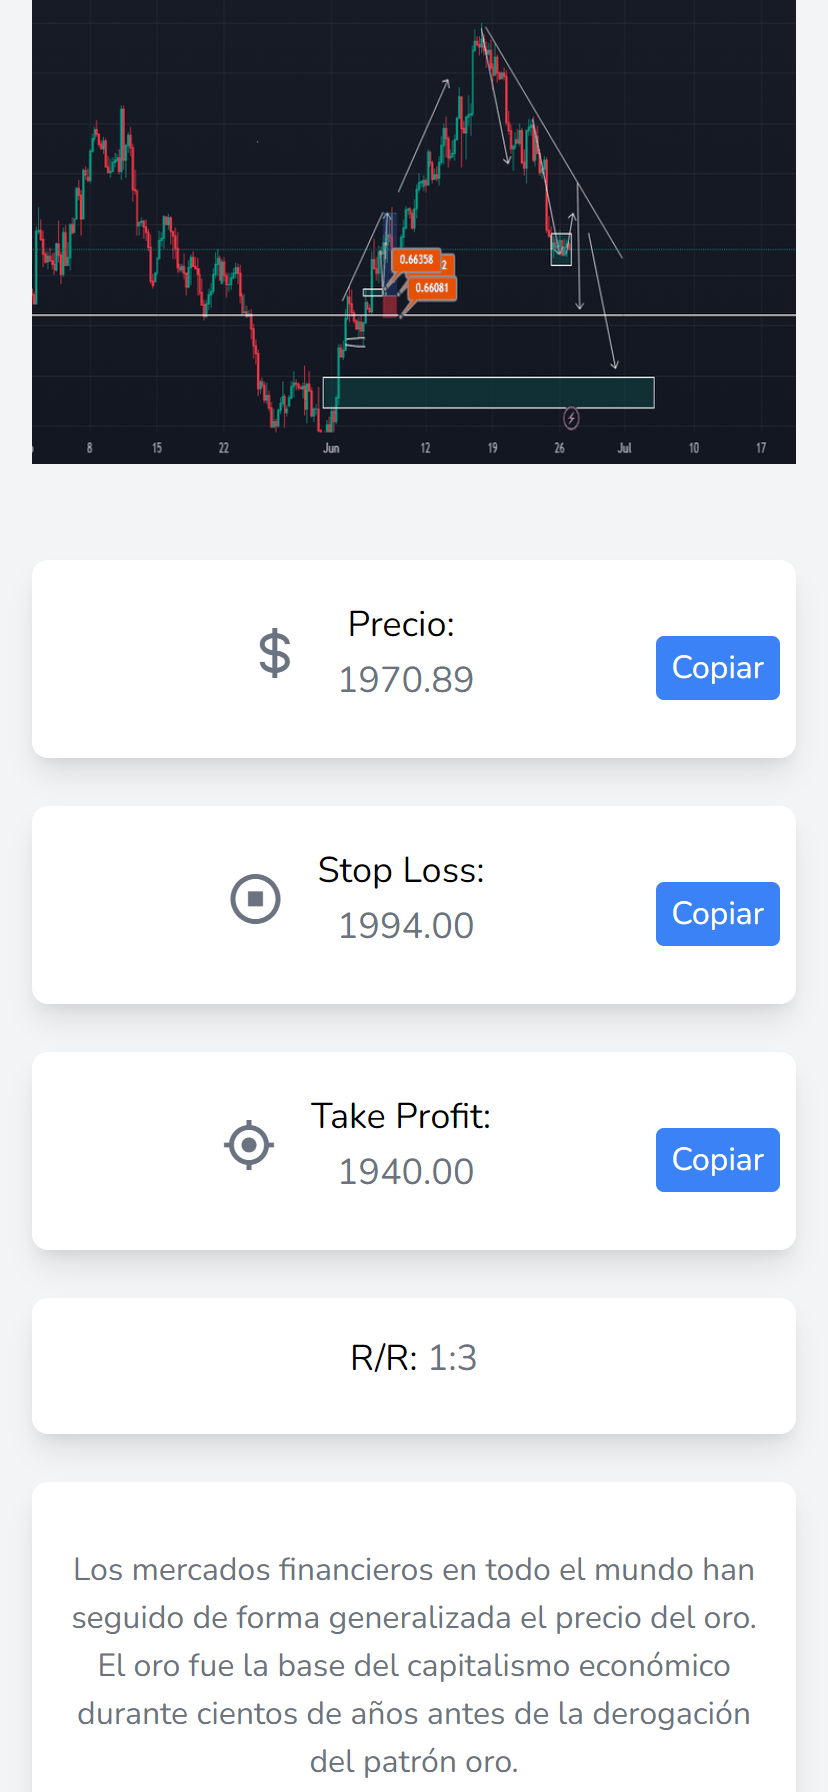 0.66358
2
0.66081
8
15
22
Jun
12
19
26
Jul
10
17
Precio:
1970.89
Copiar
Stop Loss:
1994.00
Copiar
Take Profit:
1940.00
Copiar
R/R: 1:3
Los mercados financieros en todo el mundo han
seguido de forma generalizada el precio del oro.
El oro fue la base del capitalismo económico
durante cientos de años antes de la derogación
del patrón oro.